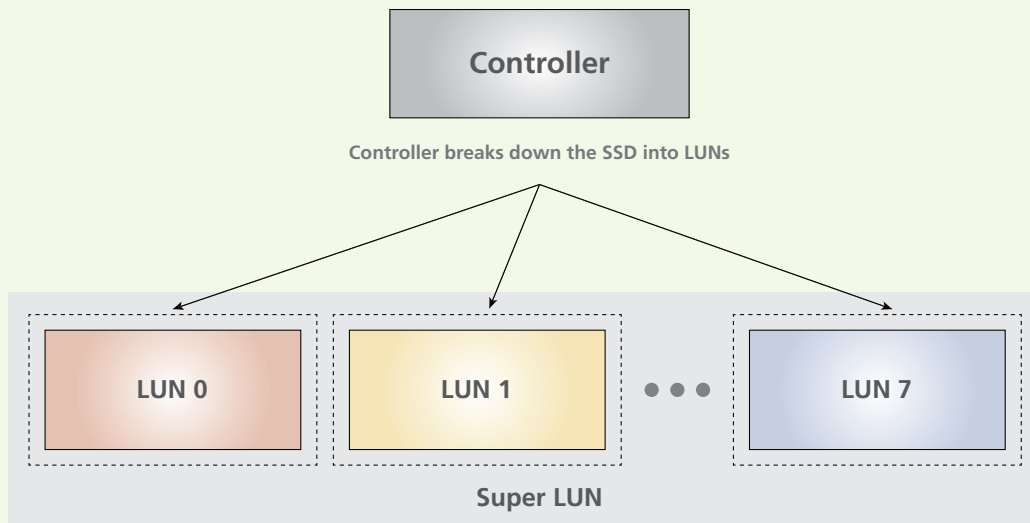 Controller
Controller breaks down the SSD into LUNs
LUN 0
LUN 1
LUN 7
Super LUN